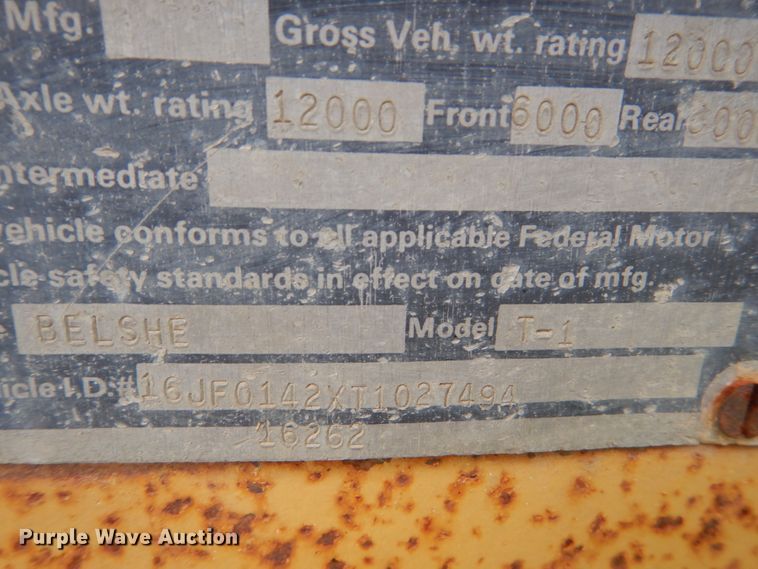 Mfg. Gross Veh. wt. rating 12000
Axle wt. rating 12000 Front 6000 Rear 600
ntermediate
vehicle conforms to all applicable Federal Motor
cle safety standards in effect on date of mfg.
BELSHE Model T-1
icle I.D.# 16JF0142XT1027494
16262
Purple Wave Auction